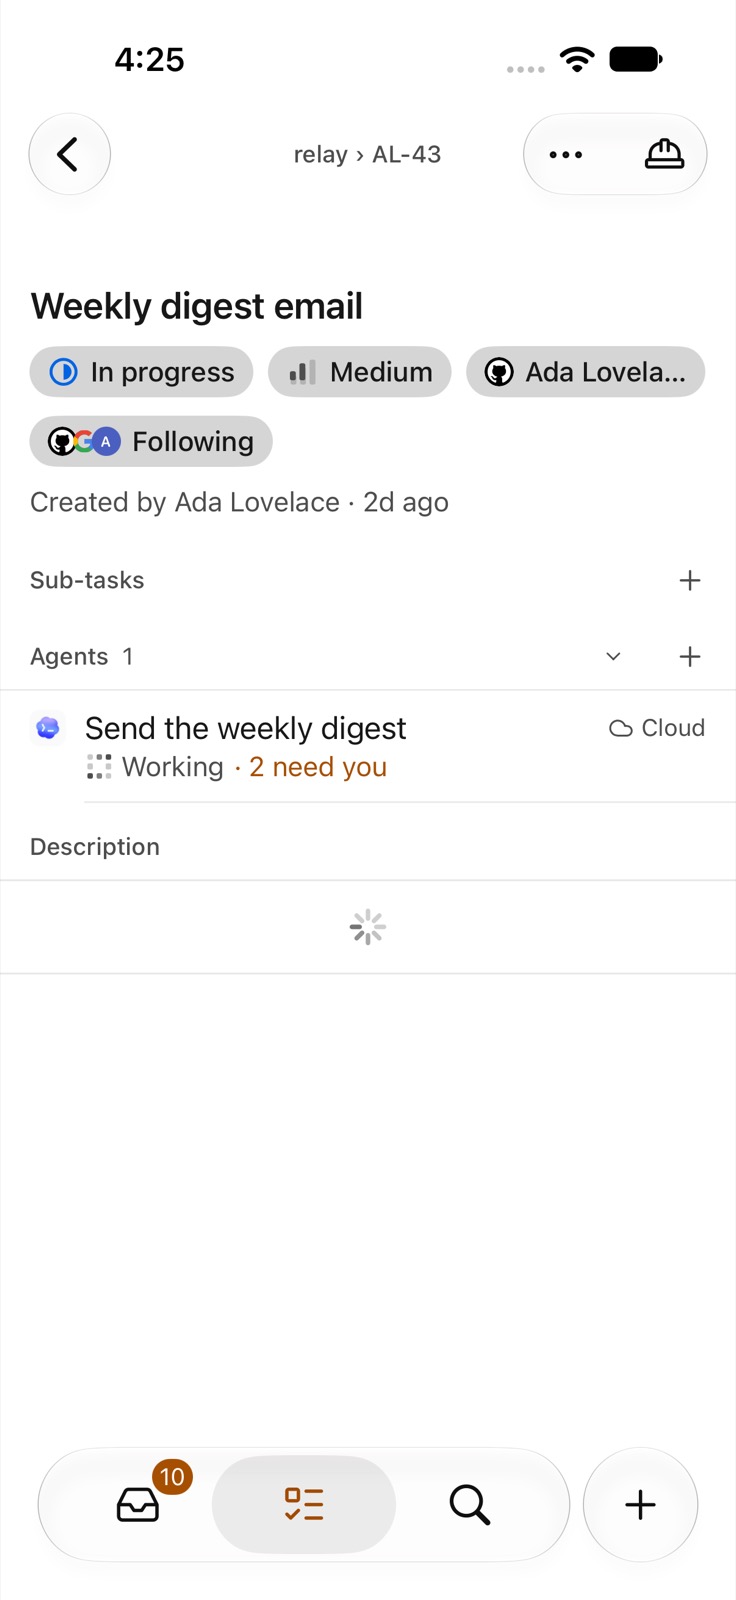 4:25
relay › AL-43
Weekly digest email
In progress
Medium
Ada Lovela...
G A Following
Created by Ada Lovelace · 2d ago
Sub-tasks
Agents 1
Send the weekly digest
Cloud
Working · 2 need you
Description
10